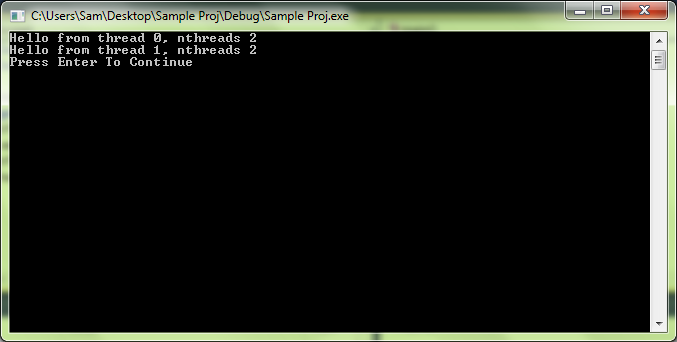 C:\Users\Sam\Desktop\Sample Proj\Debug\Sample Proj.exe
Hello from thread 0, nthreads 2
Hello from thread 1, nthreads 2
Press Enter To Continue